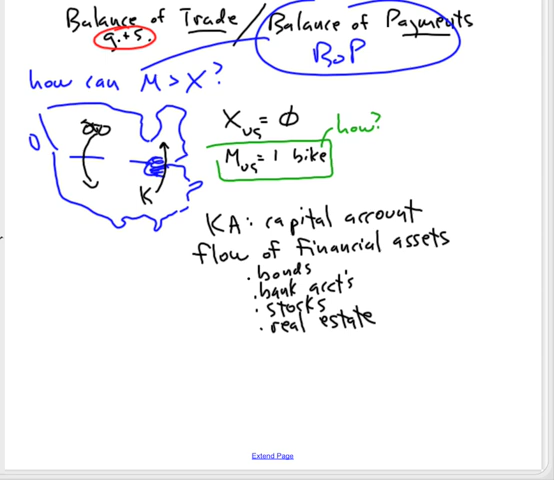 Balance of Trade / Balance of Payments
g.+s.
BoP
how can M > X?
X_US = ∅
how?
M_US = 1 bike
K
KA: capital account
flow of financial assets
. bonds
. bank acct's
. stocks
. real estate
Extend Page